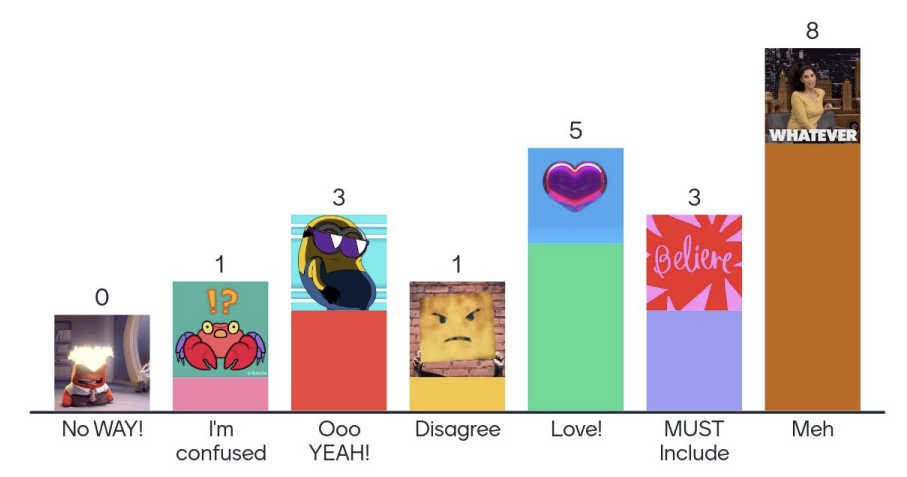 0
No WAY!
1
!?
I'm
confused
3
Ooo
YEAH!
1
Disagree
5
Love!
3
Believe
MUST
Include
8
WHATEVER
Meh